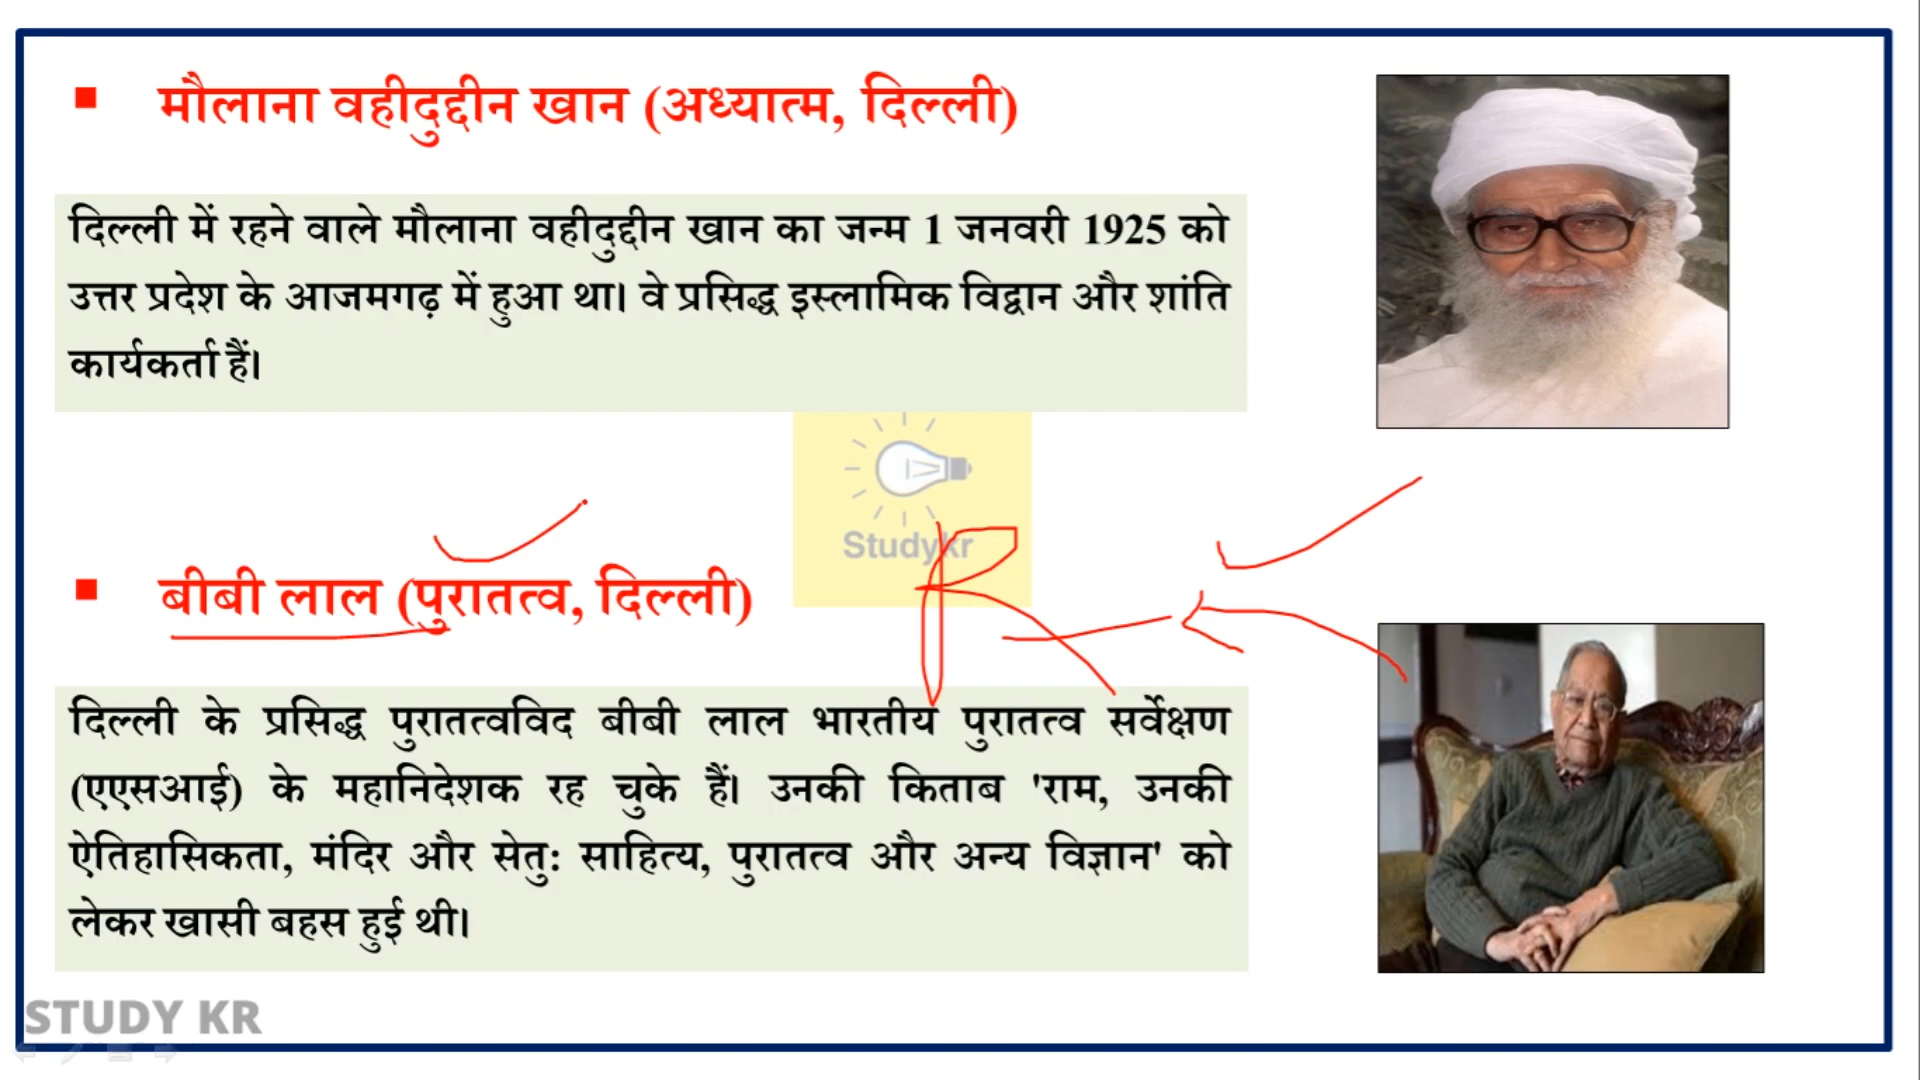 ▪ मौलाना वहीदुद्दीन खान (अध्यात्म, दिल्ली)
दिल्ली में रहने वाले मौलाना वहीदुद्दीन खान का जन्म 1 जनवरी 1925 को
उत्तर प्रदेश के आजमगढ़ में हुआ था। वे प्रसिद्ध इस्लामिक विद्वान और शांति
कार्यकर्ता हैं।
Studykr
▪ बीबी लाल (पुरातत्व, दिल्ली)
दिल्ली के प्रसिद्ध पुरातत्वविद बीबी लाल भारतीय पुरातत्व सर्वेक्षण
(एएसआई) के महानिदेशक रह चुके हैं। उनकी किताब 'राम, उनकी
ऐतिहासिकता, मंदिर और सेतु: साहित्य, पुरातत्व और अन्य विज्ञान' को
लेकर खासी बहस हुई थी।
STUDY KR